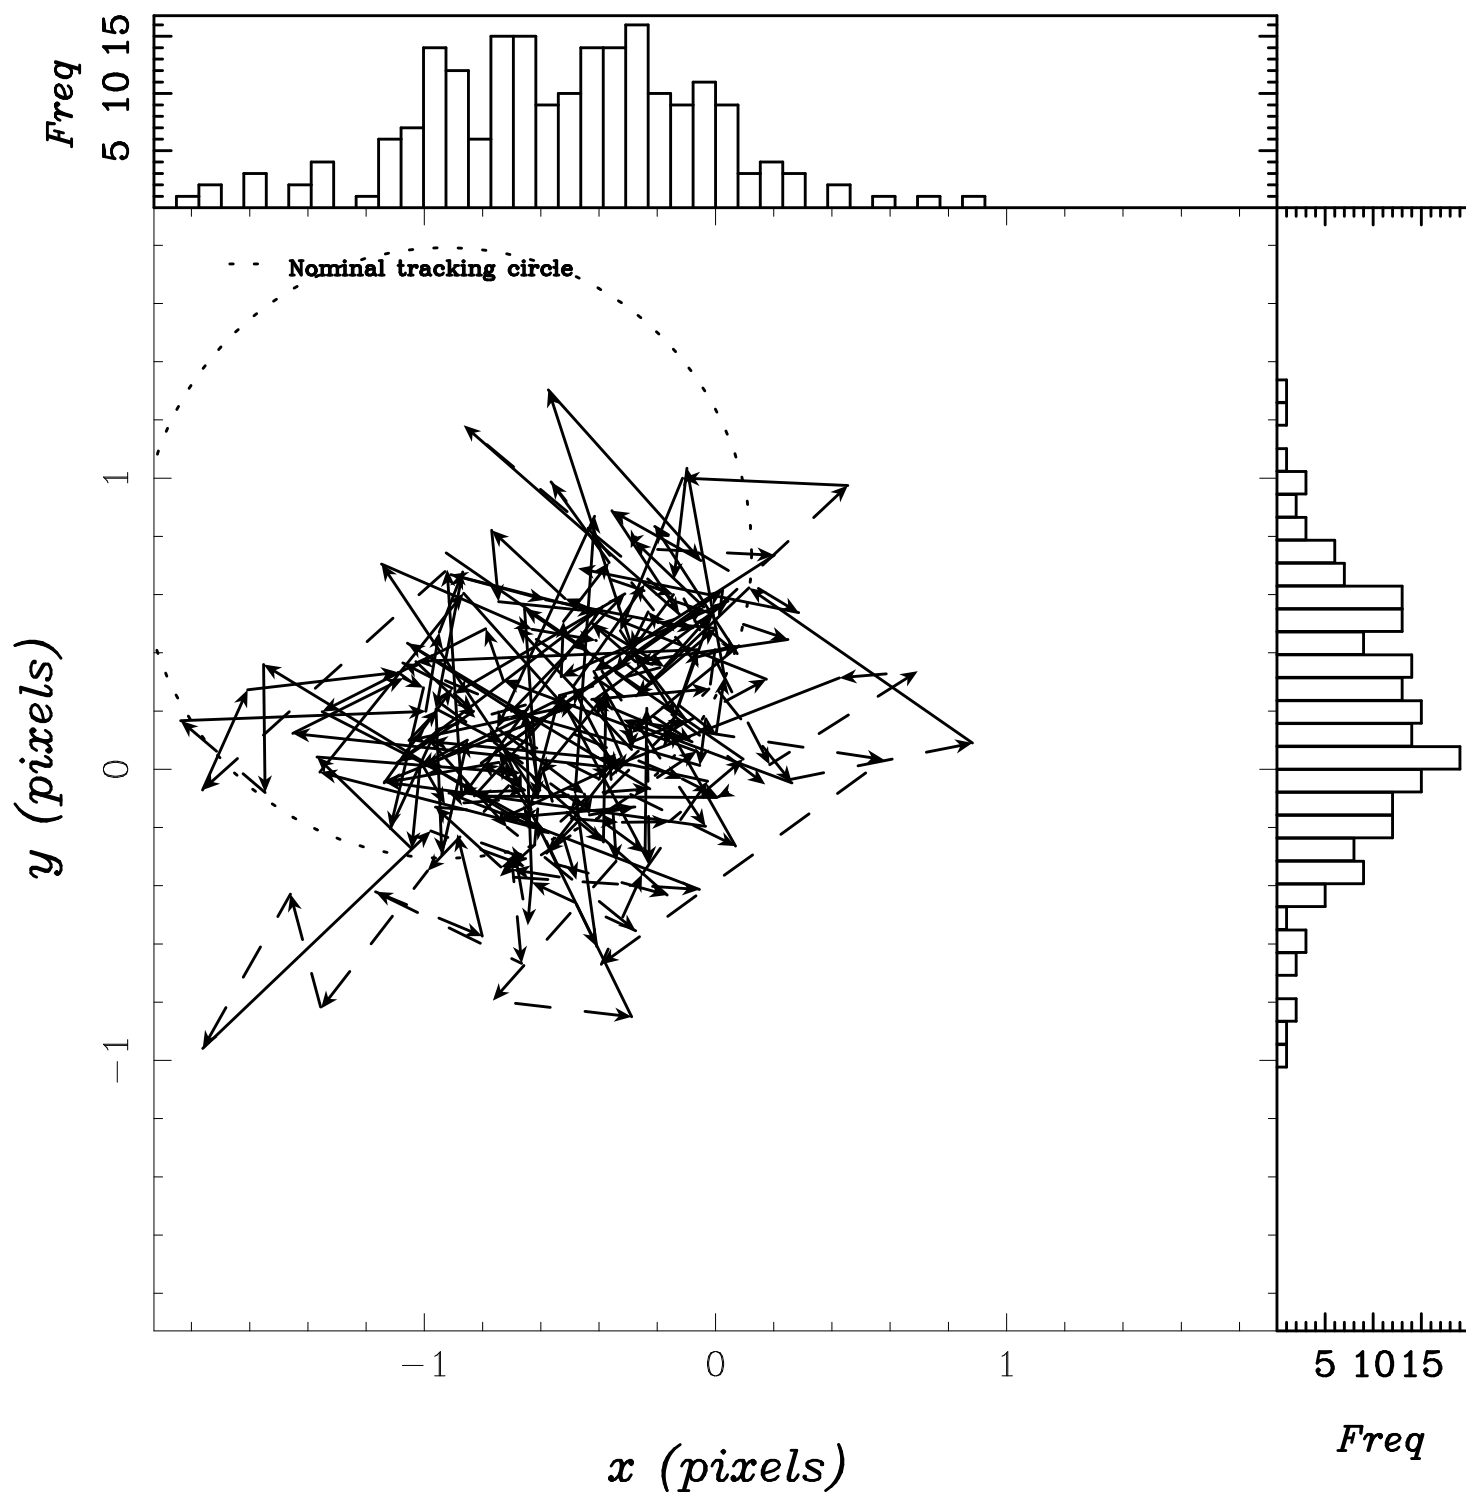 Freq
5 10 15
Nominal tracking circle
y (pixels)
1
0
−1
−1 0 1
x (pixels)
5 10 15
Freq